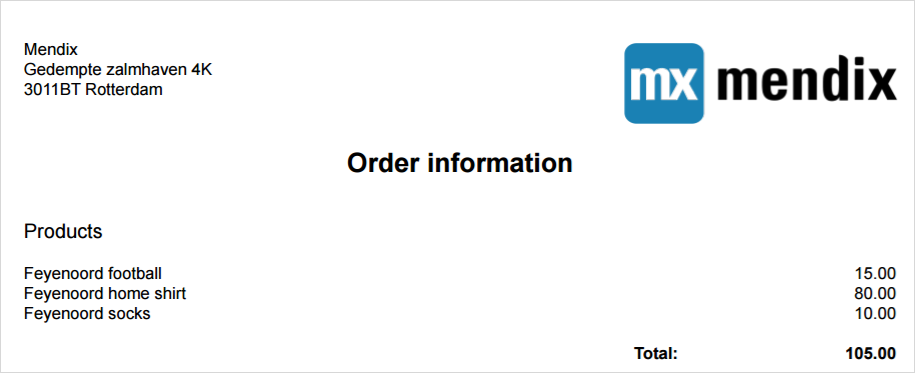 Mendix
Gedempte zalmhaven 4K
3011BT Rotterdam
mx mendix
Order information
Products
Feyenoord football 15.00
Feyenoord home shirt 80.00
Feyenoord socks 10.00
Total: 105.00